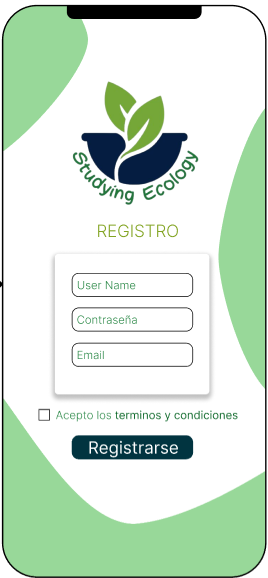 Studying Ecology
REGISTRO
User Name
Contraseña
Email
Acepto los terminos y condiciones
Registrarse